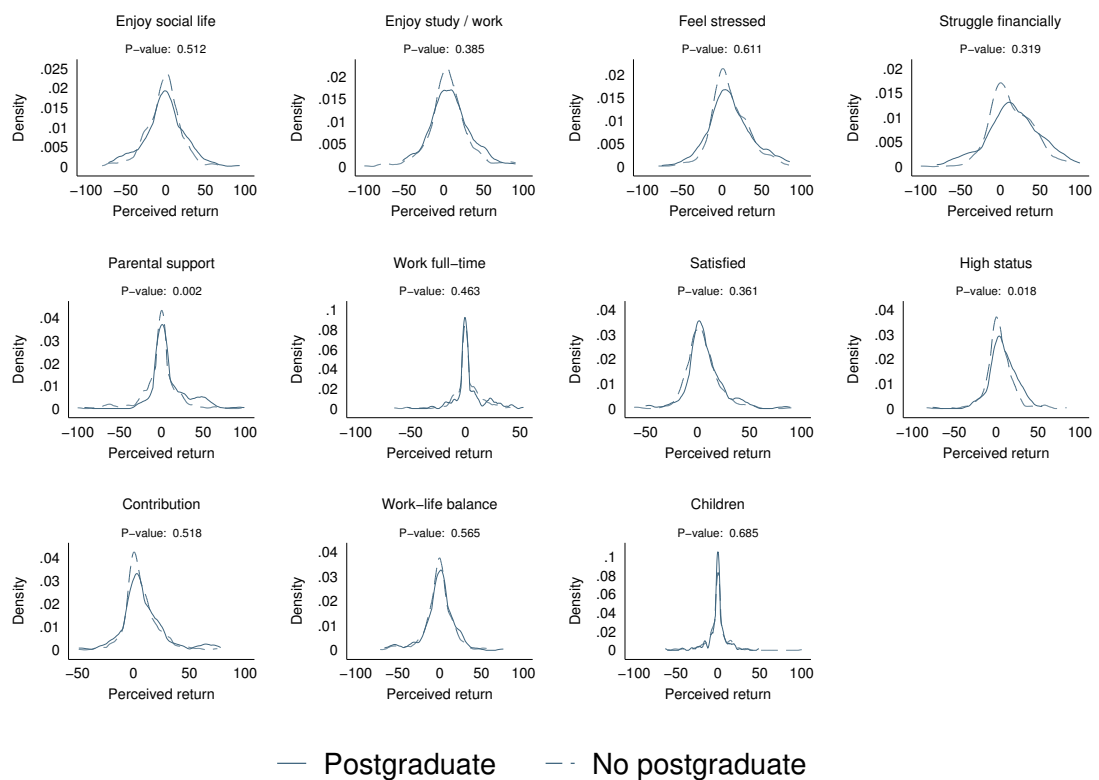 Enjoy social life Enjoy study / work Feel stressed Struggle financially
P−value: 0.512 P−value: 0.385 P−value: 0.611 P−value: 0.319
.025 .02 .015 .01 .005 0 Density −100 −50 0 50 100 Perceived return
.02 .015 .01 .005 0 Density −100 −50 0 50 100 Perceived return
.02 .015 .01 .005 0 Density −100 −50 0 50 100 Perceived return
.02 .015 .01 .005 0 Density −100 −50 0 50 100 Perceived return
Parental support Work full−time Satisfied High status
P−value: 0.002 P−value: 0.463 P−value: 0.361 P−value: 0.018
.04 .03 .02 .01 0 Density −100 −50 0 50 100 Perceived return
.1 .08 .06 .04 .02 0 Density −100 −50 0 50 Perceived return
.04 .03 .02 .01 0 Density −50 0 50 100 Perceived return
.04 .03 .02 .01 0 Density −100 −50 0 50 100 Perceived return
Contribution Work−life balance Children
P−value: 0.518 P−value: 0.565 P−value: 0.685
.04 .03 .02 .01 0 Density −50 0 50 100 Perceived return
.04 .03 .02 .01 0 Density −100 −50 0 50 100 Perceived return
.1 .08 .06 .04 .02 0 Density −100 −50 0 50 100 Perceived return
Postgraduate No postgraduate